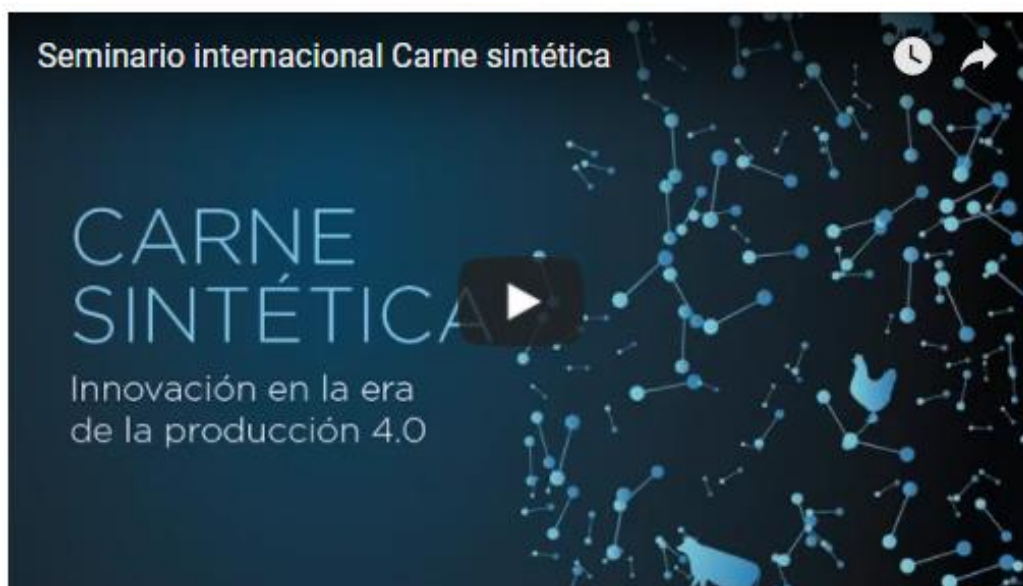 Seminario internacional Carne sintética
CARNE
SINTÉTICA
Innovación en la era
de la producción 4.0